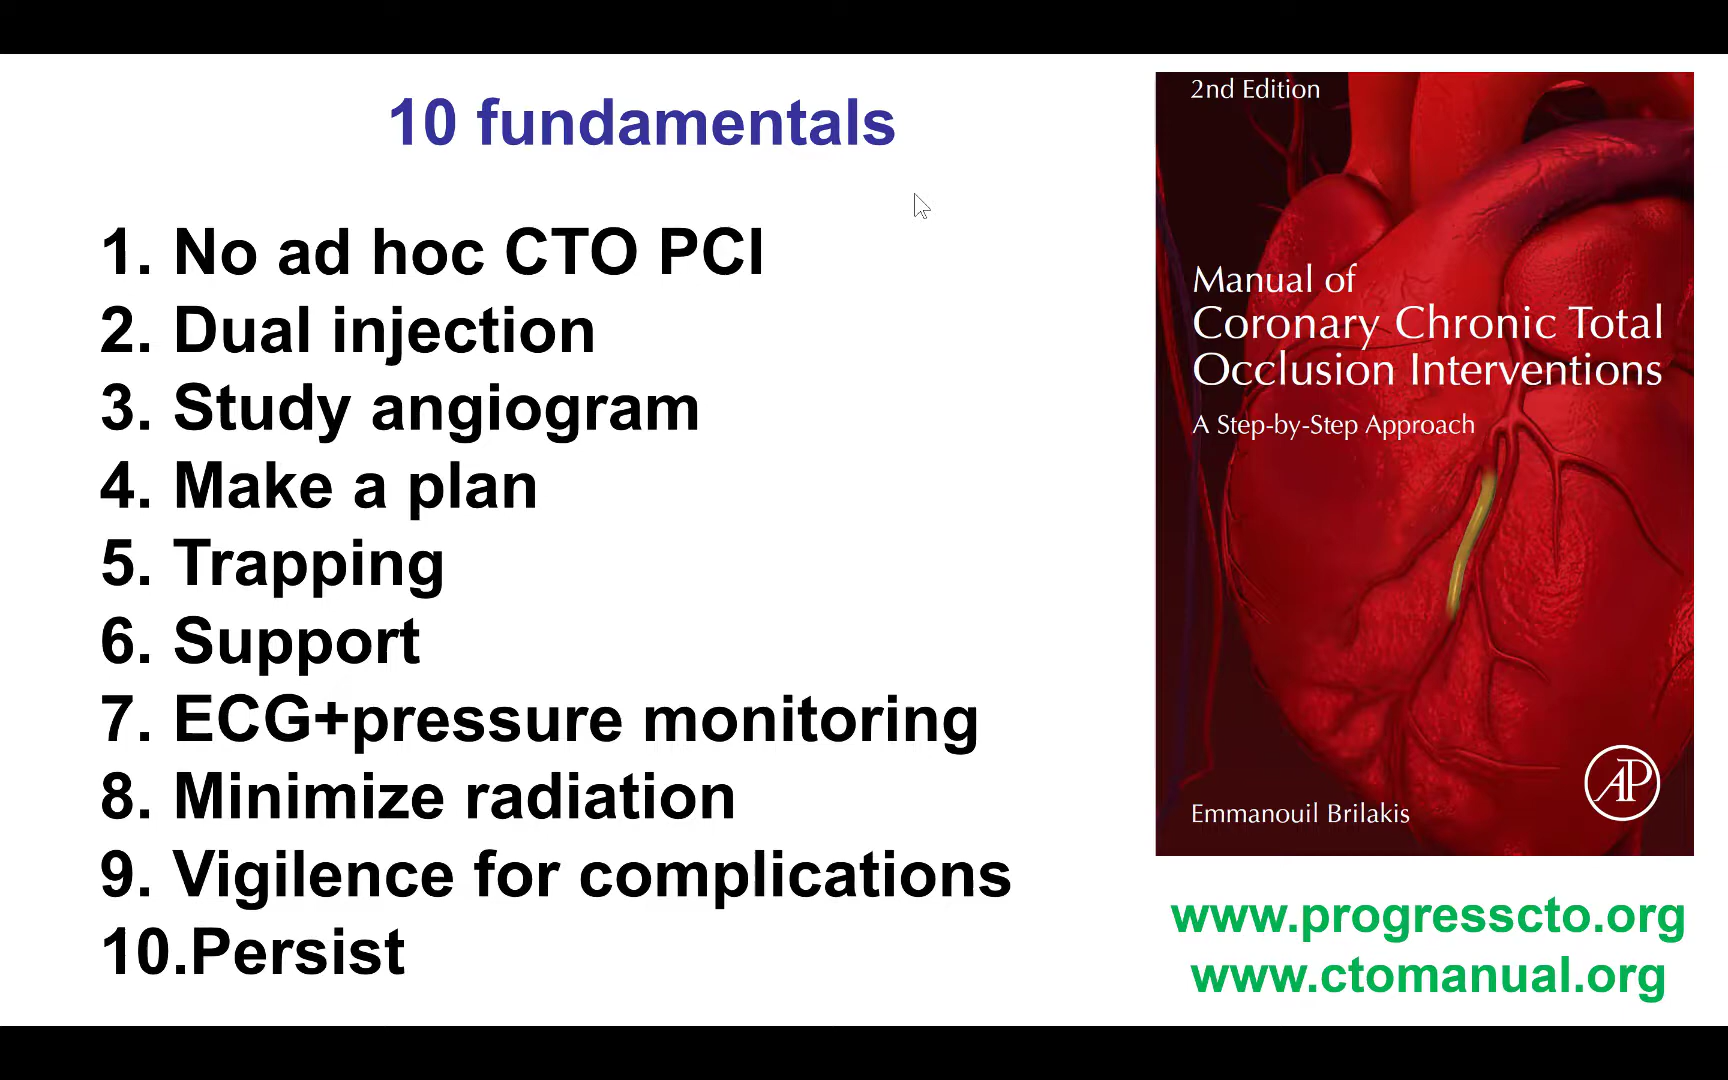 10 fundamentals
1. No ad hoc CTO PCI
2. Dual injection
3. Study angiogram
4. Make a plan
5. Trapping
6. Support
7. ECG+pressure monitoring
8. Minimize radiation
9. Vigilence for complications
10.Persist
2nd Edition
Manual of
Coronary Chronic Total
Occlusion Interventions
A Step-by-Step Approach
AP
Emmanouil Brilakis
www.progresscto.org
www.ctomanual.org